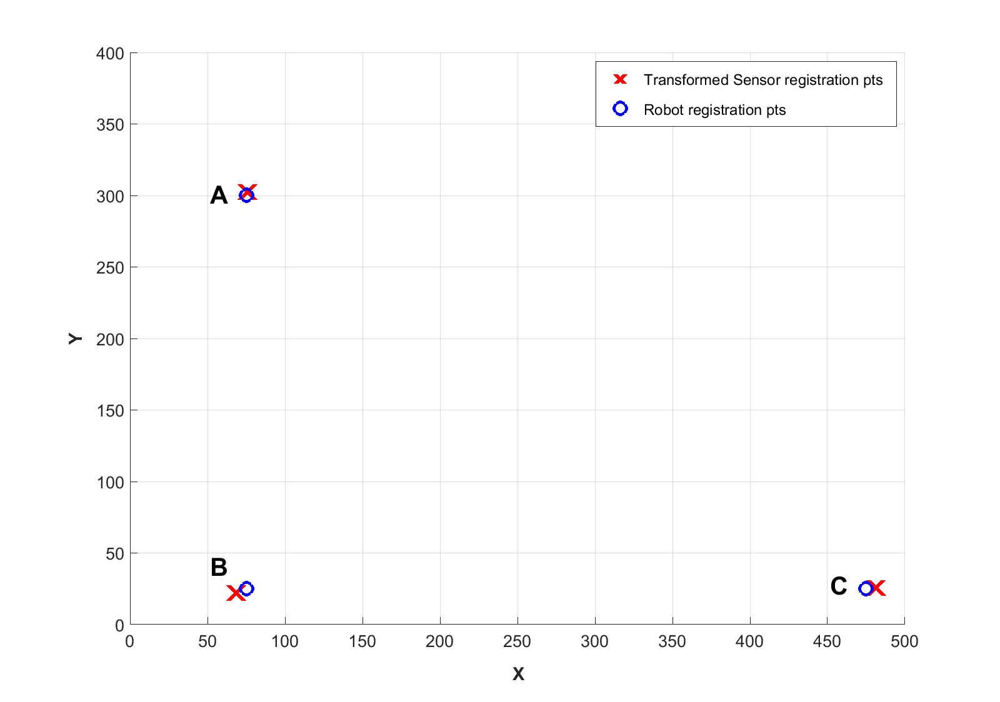 400
Transformed Sensor registration pts
350
Robot registration pts
A
300
250
Y
200
150
100
B
50
C
0
0 50 100 150 200 250 300 350 400 450 500
X